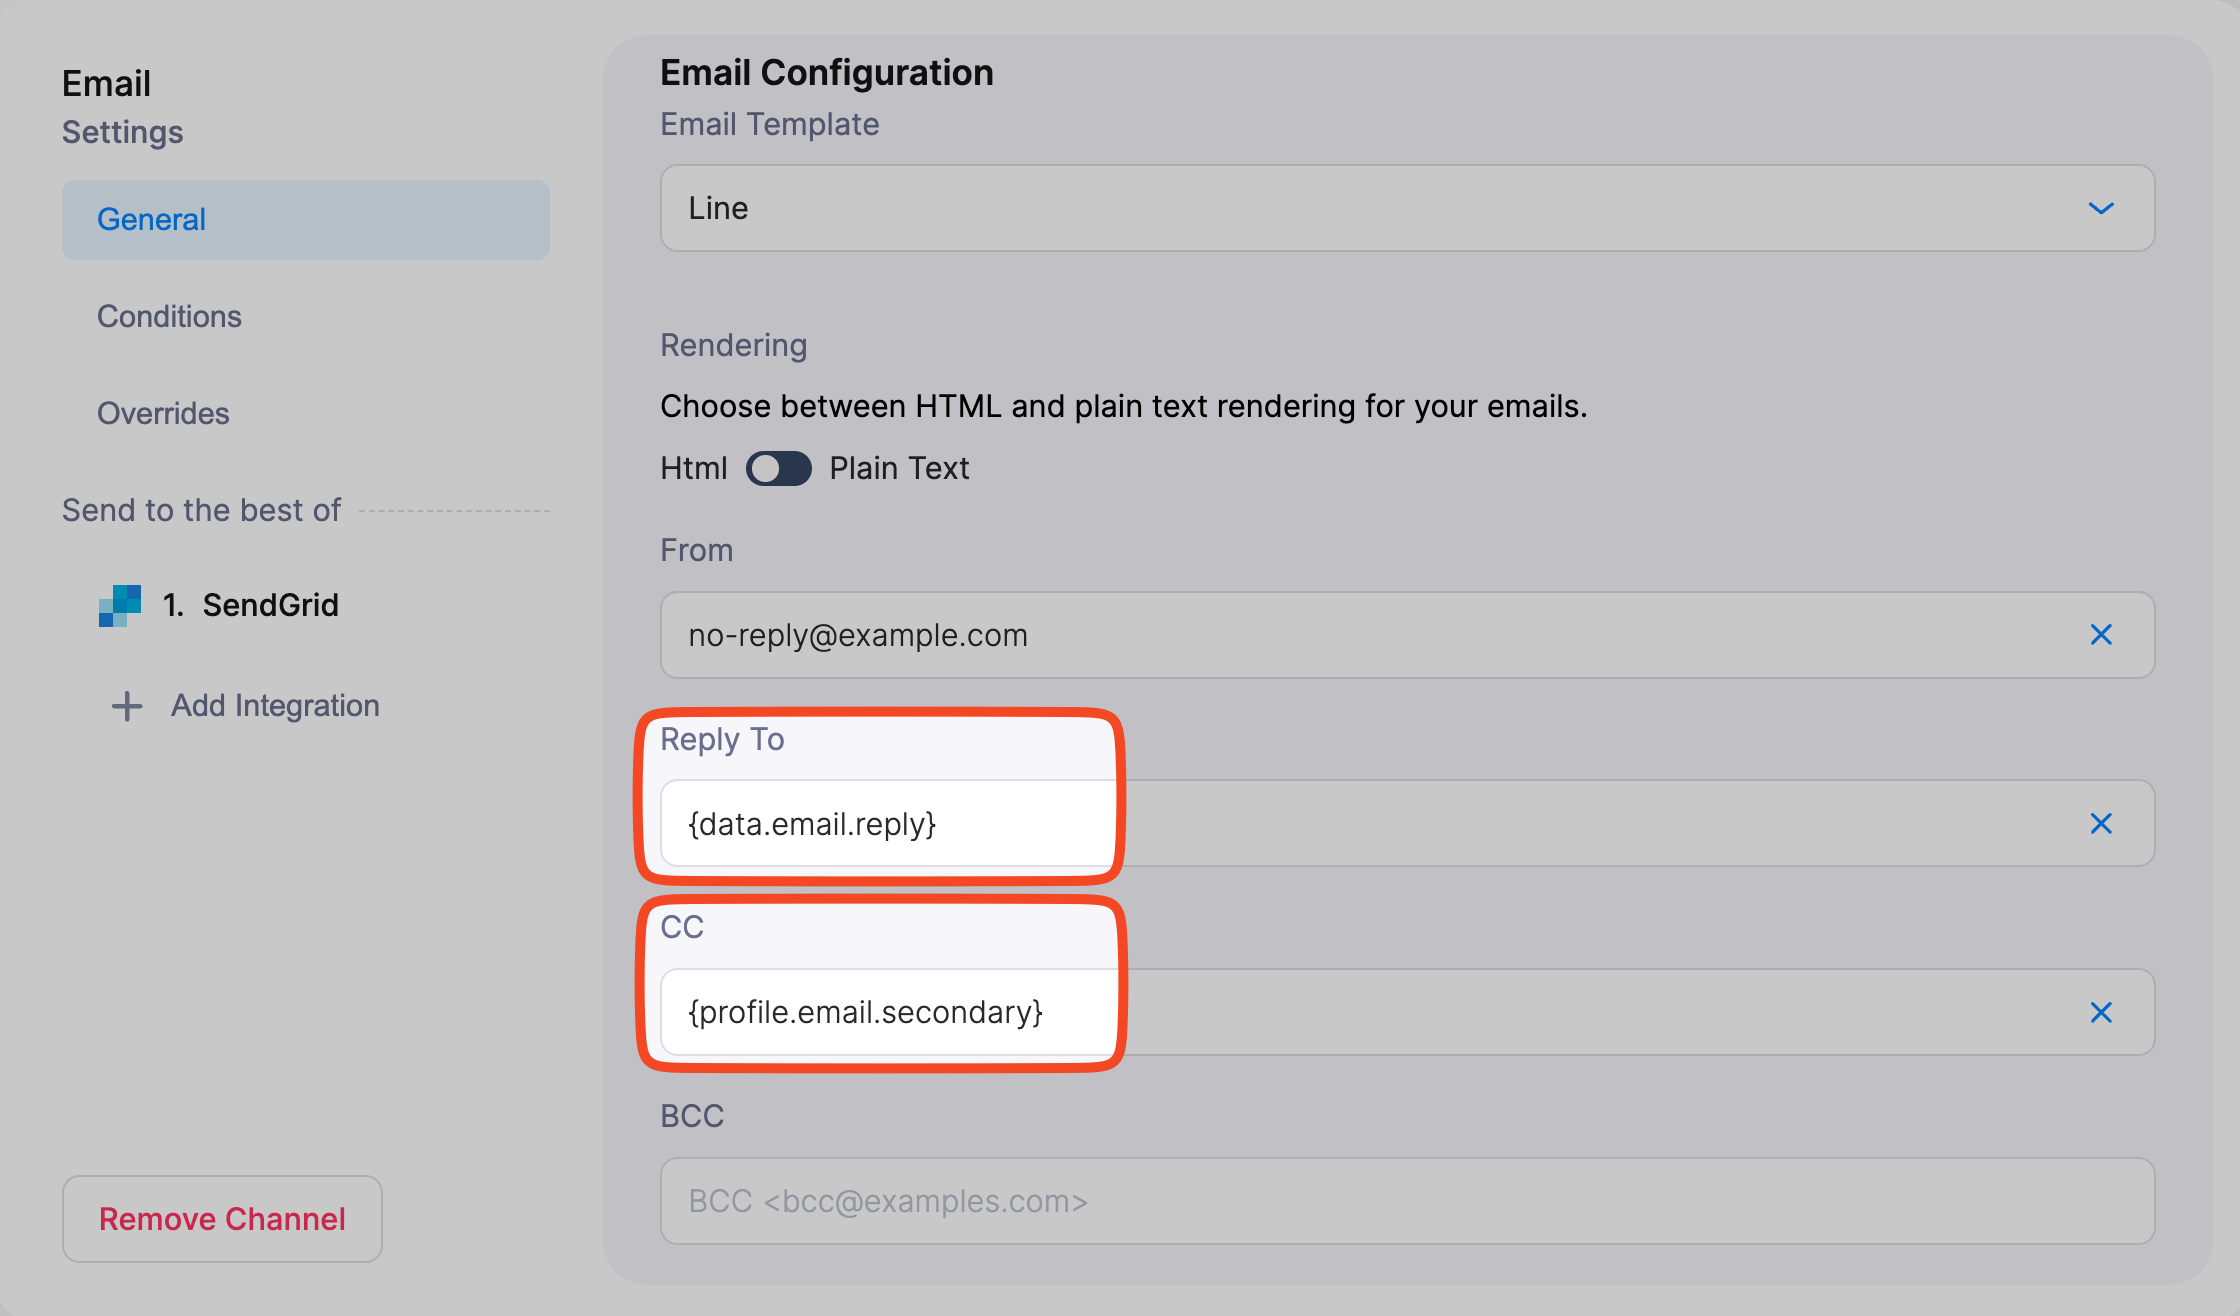 Email
Settings
General
Conditions
Overrides
Send to the best of
1. SendGrid
Add Integration
Remove Channel
Email Configuration
Email Template
Line
Rendering
Choose between HTML and plain text rendering for your emails.
Html Plain Text
From
no-reply@example.com
Reply To
{data.email.reply}
CC
{profile.email.secondary}
BCC
BCC <bcc@examples.com>